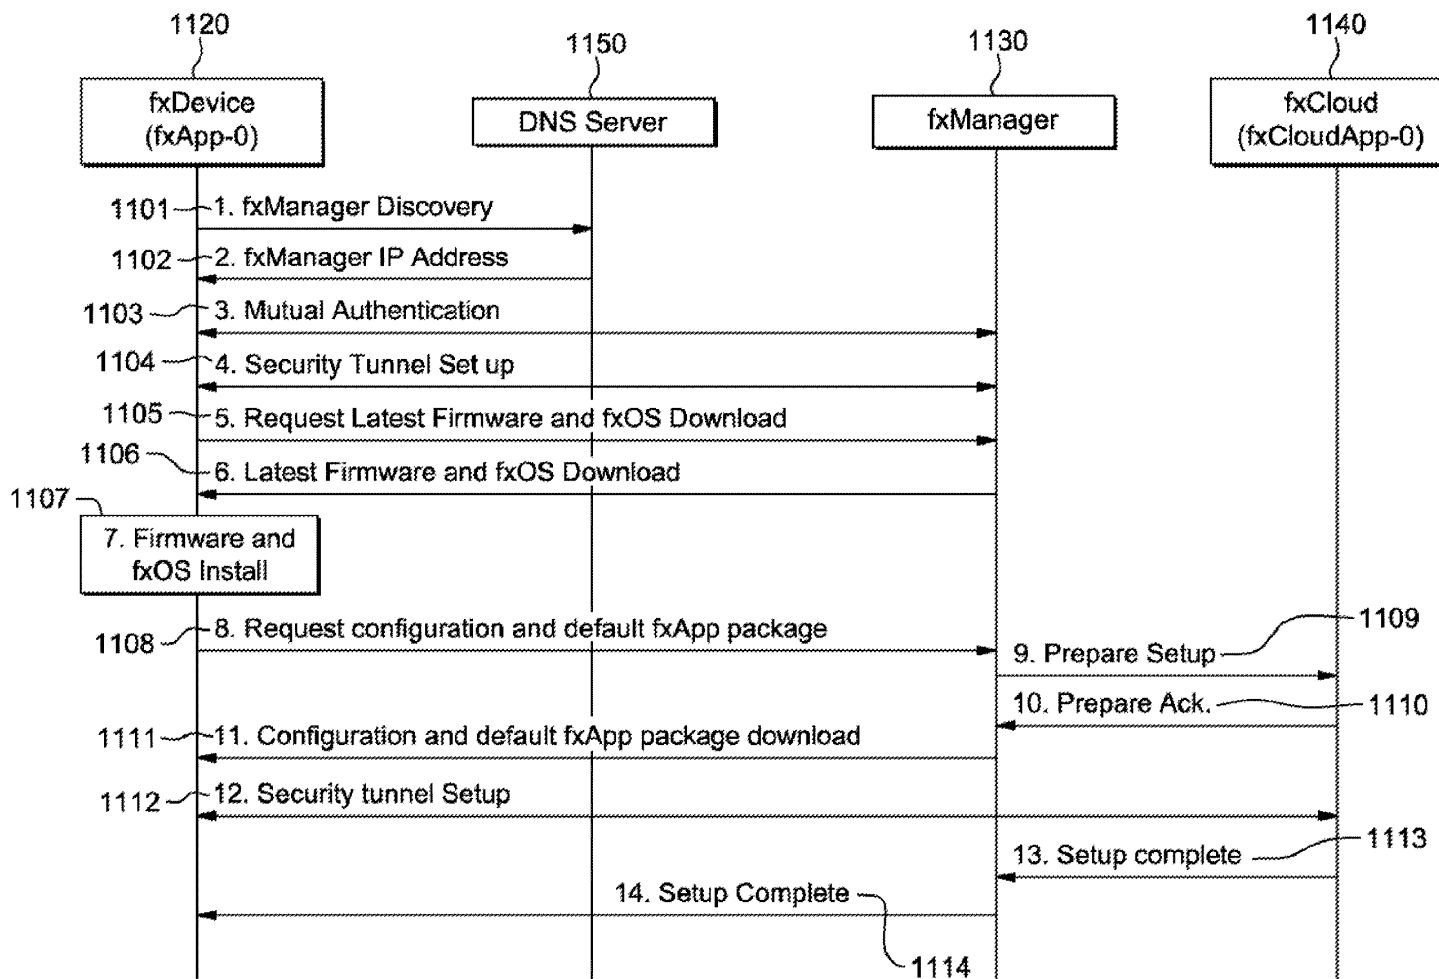 1120
1150
1130
1140
fxDevice
(fxApp-0)
DNS Server
fxManager
fxCloud
(fxCloudApp-0)
1101
1. fxManager Discovery
1102
2. fxManager IP Address
1103
3. Mutual Authentication
1104
4. Security Tunnel Set up
1105
5. Request Latest Firmware and fxOS Download
1106
6. Latest Firmware and fxOS Download
1107
7. Firmware and
fxOS Install
1108
8. Request configuration and default fxApp package
1109
9. Prepare Setup
10. Prepare Ack.
1110
1111
11. Configuration and default fxApp package download
1112
12. Security tunnel Setup
13. Setup complete
1113
14. Setup Complete
1114